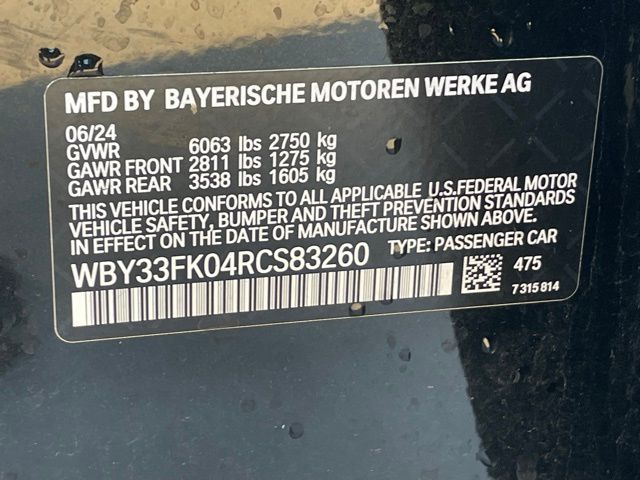 MFD BY BAYERISCHE MOTOREN WERKE AG
06/24
GVWR 6063 lbs 2750 kg
GAWR FRONT 2811 lbs 1275 kg
GAWR REAR 3538 lbs 1605 kg
THIS VEHICLE CONFORMS TO ALL APPLICABLE U.S.FEDERAL MOTOR
VEHICLE SAFETY, BUMPER AND THEFT PREVENTION STANDARDS
IN EFFECT ON THE DATE OF MANUFACTURE SHOWN ABOVE.
WBY33FK04RCS83260 TYPE: PASSENGER CAR
475
7 315 814